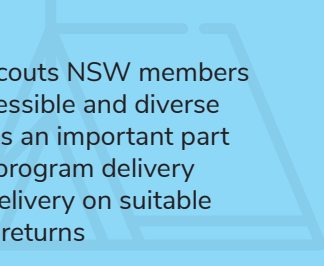 couts NSW members
essible and diverse
s an important part
program delivery
elivery on suitable
returns